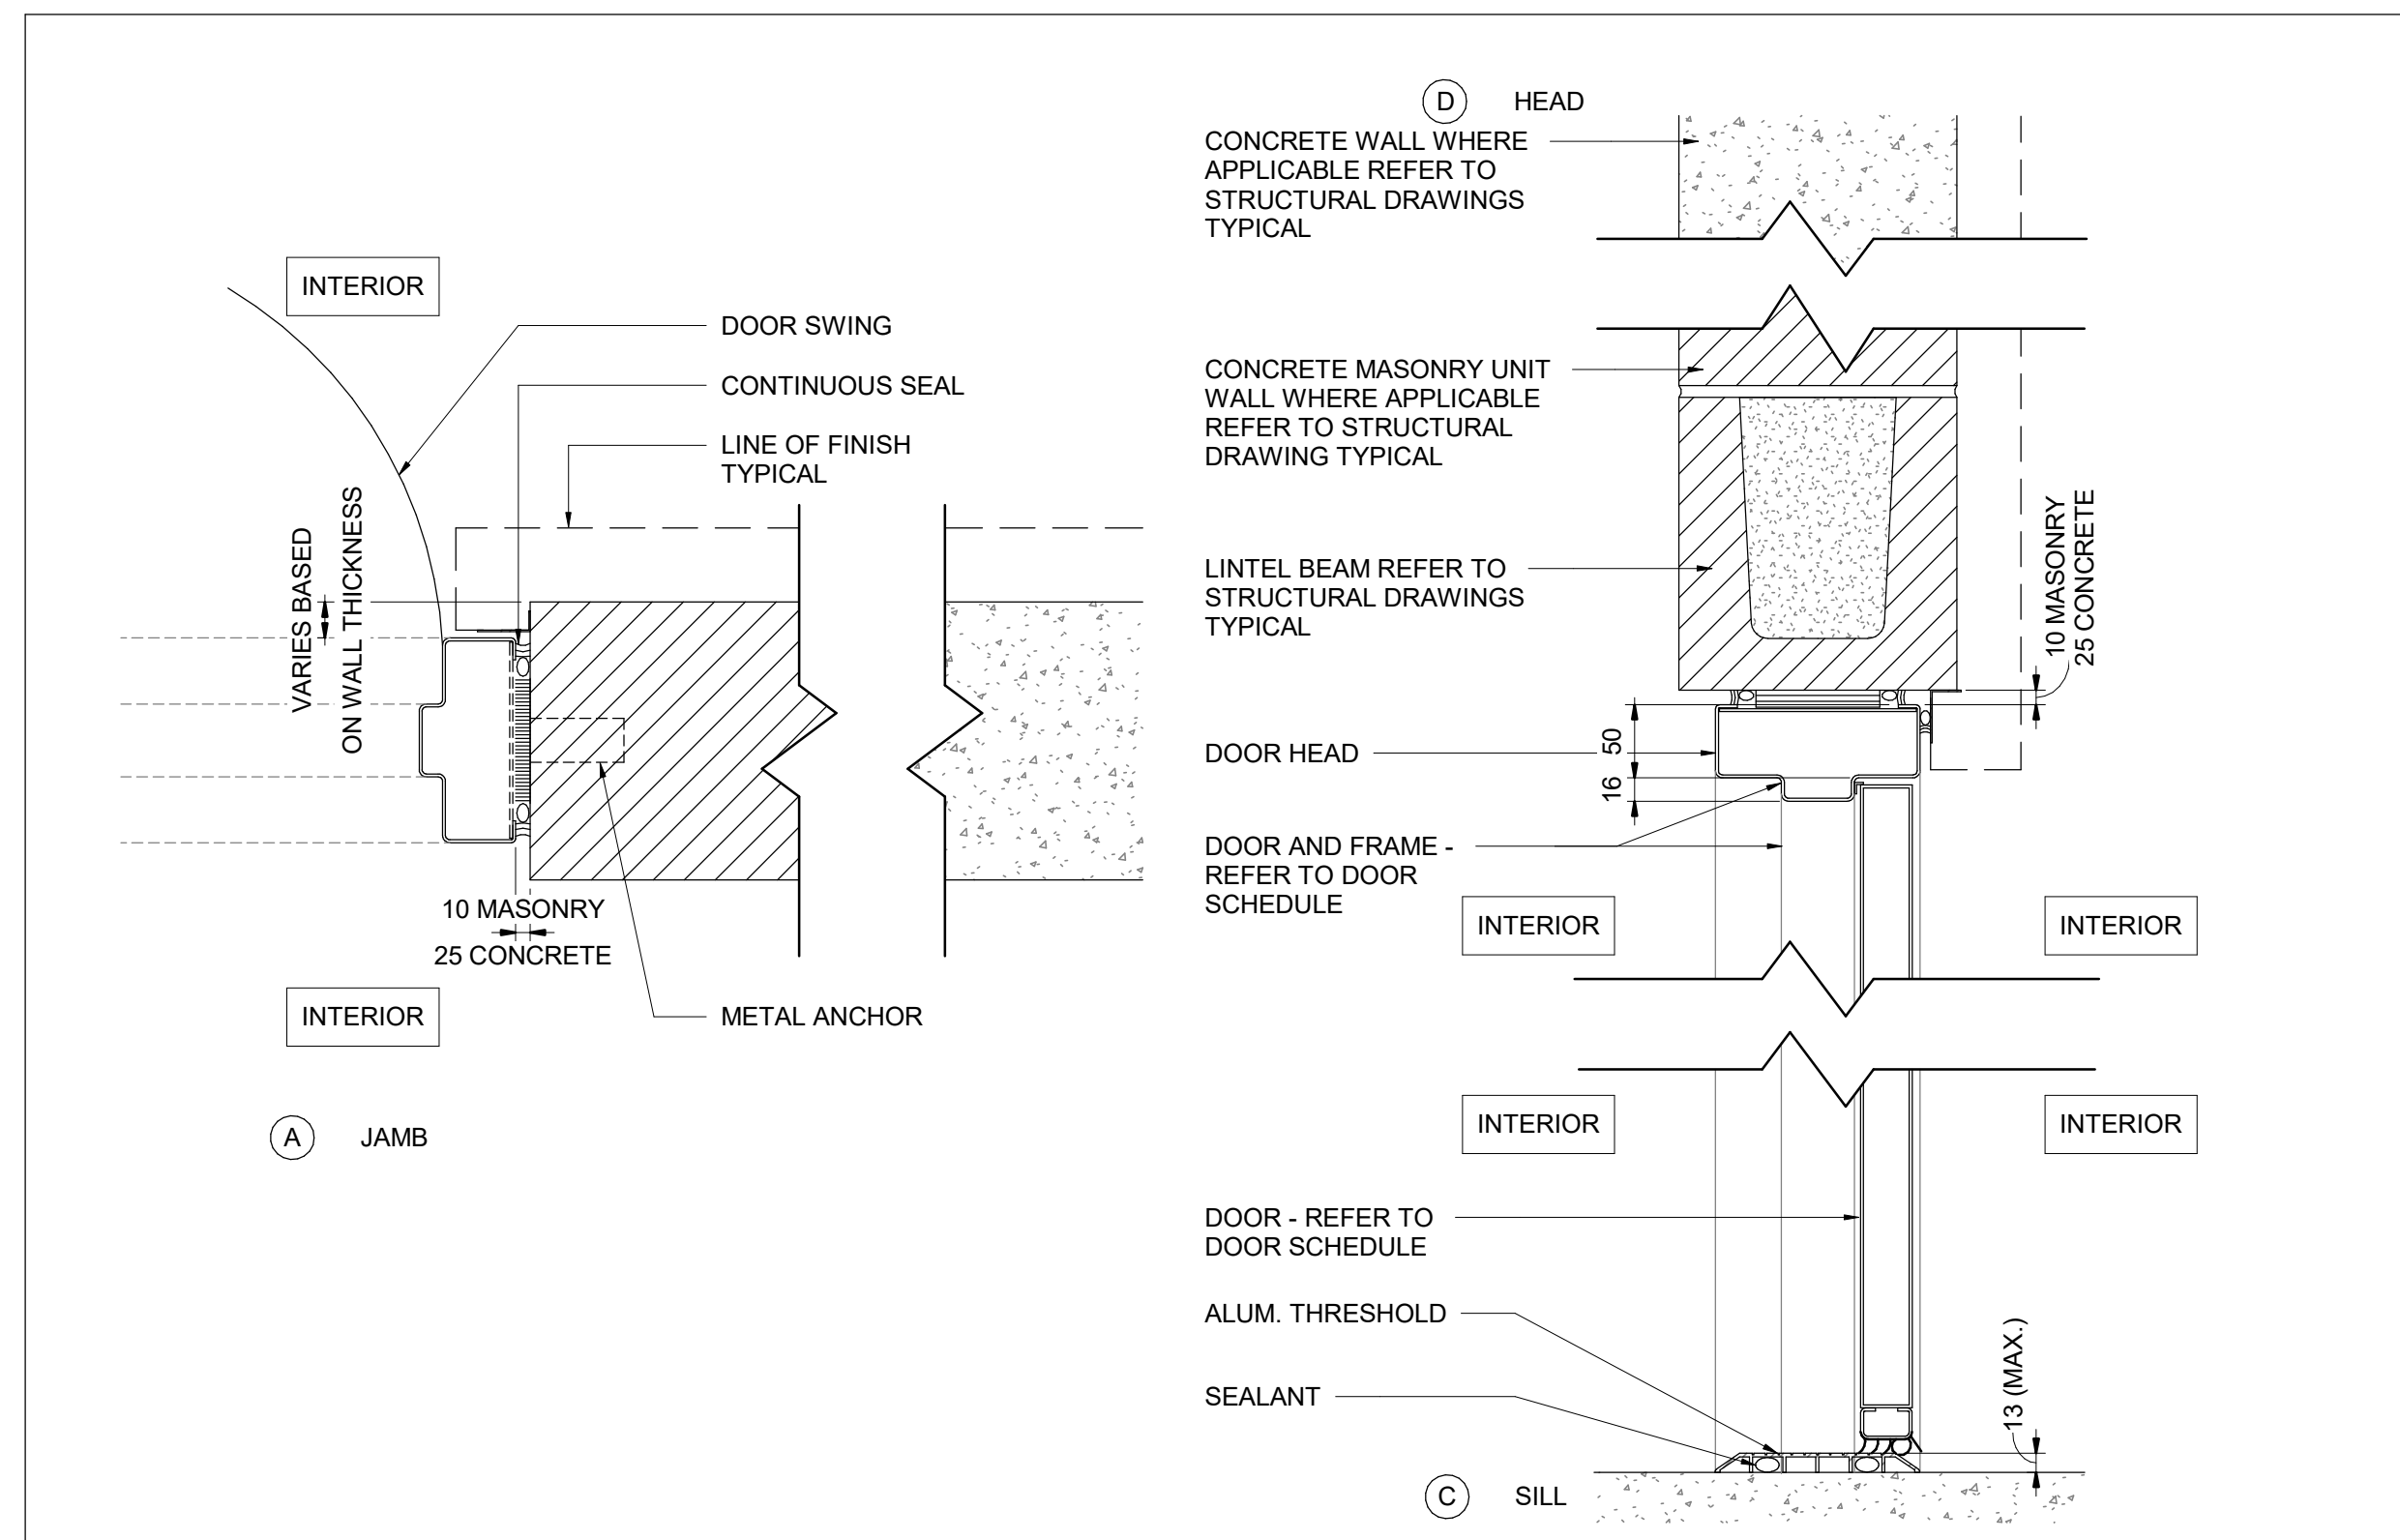 INTERIOR
DOOR SWING
CONTINUOUS SEAL
LINE OF FINISH
TYPICAL
VARIES BASED
ON WALL THICKNESS
10 MASONRY
25 CONCRETE
INTERIOR
METAL ANCHOR
A JAMB
D HEAD
CONCRETE WALL WHERE
APPLICABLE REFER TO
STRUCTURAL DRAWINGS
TYPICAL
CONCRETE MASONRY UNIT
WALL WHERE APPLICABLE
REFER TO STRUCTURAL
DRAWING TYPICAL
LINTEL BEAM REFER TO
STRUCTURAL DRAWINGS
TYPICAL
10 MASONRY
25 CONCRETE
DOOR HEAD
50
16
DOOR AND FRAME -
REFER TO DOOR
SCHEDULE
INTERIOR
INTERIOR
INTERIOR
INTERIOR
DOOR - REFER TO
DOOR SCHEDULE
ALUM. THRESHOLD
SEALANT
13 (MAX.)
C SILL